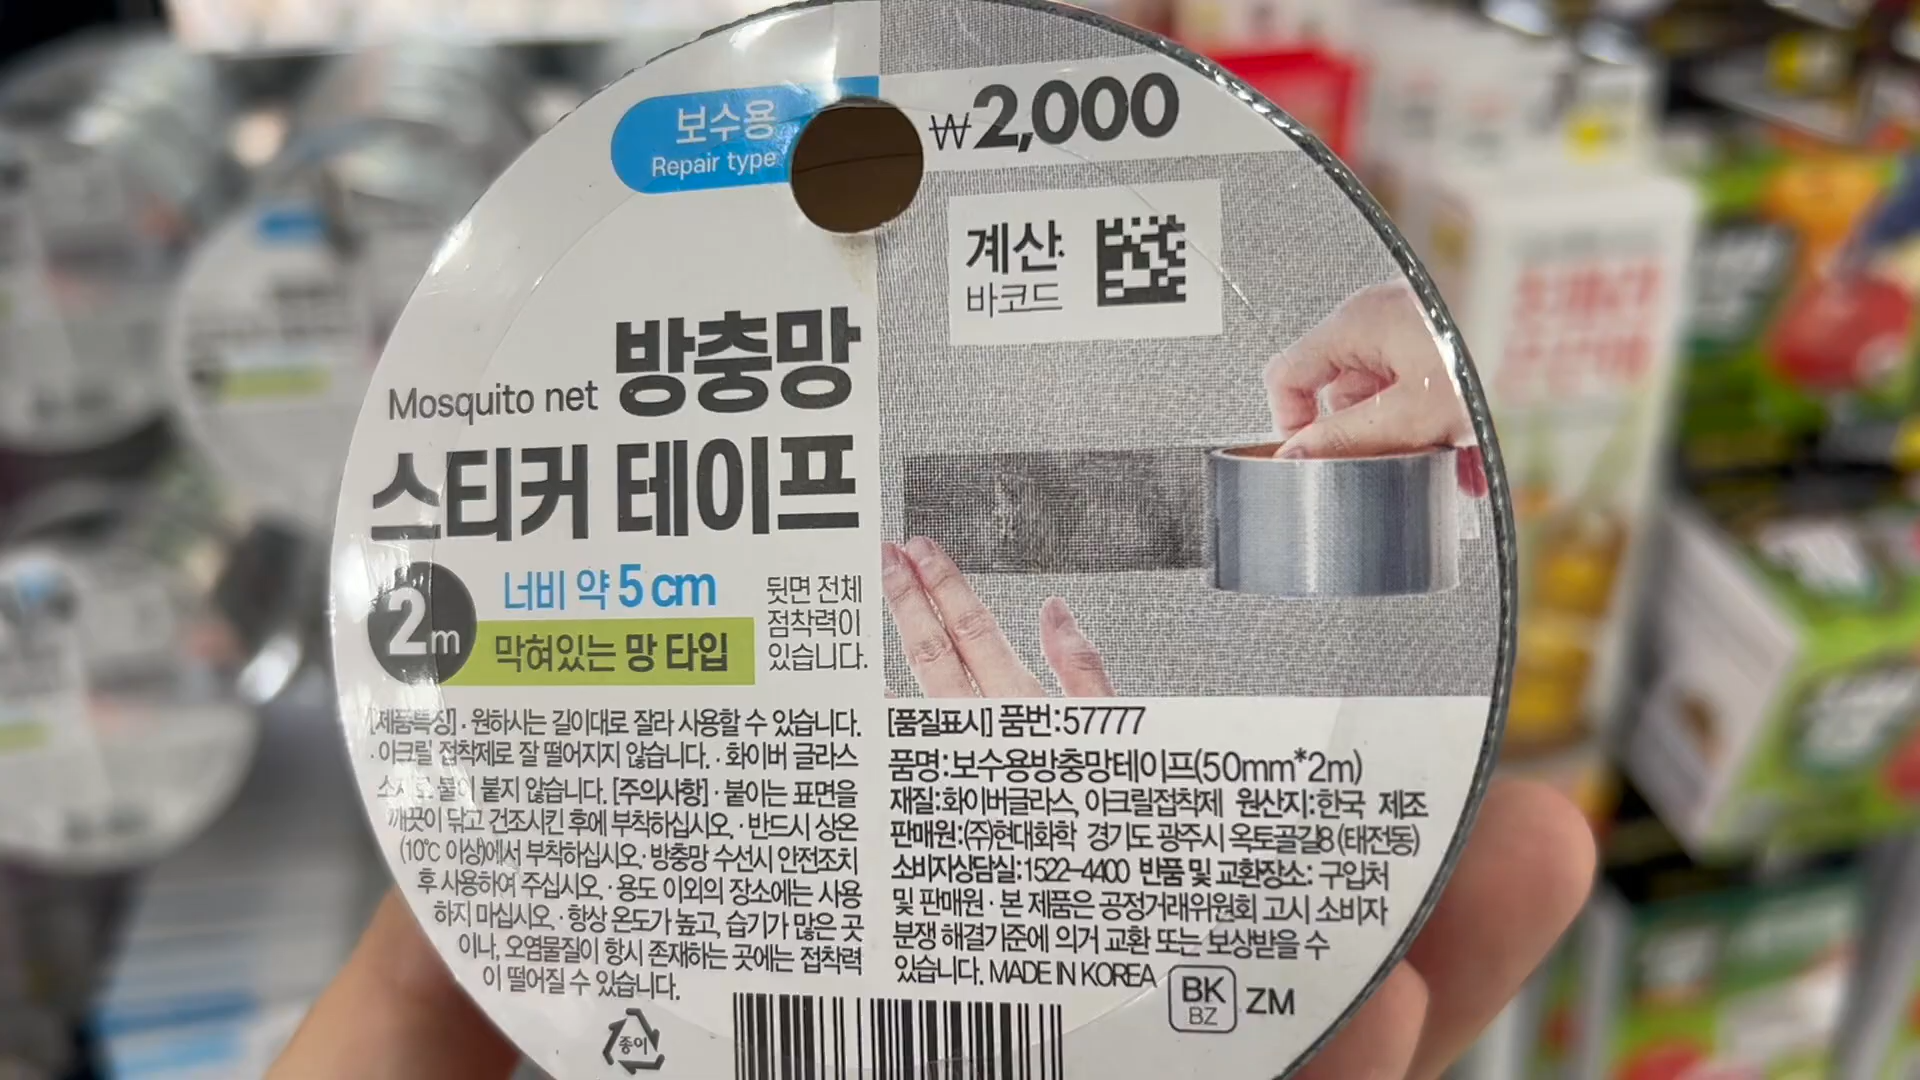 보수용
Repair type
₩2,000
계산
바코드
Mosquito net 방충망
스티커 테이프
2m
너비 약 5cm
막혀있는 망 타입
뒷면 전체
점착력이
있습니다.
[제품특징] · 원하시는 길이대로 잘라 사용할 수 있습니다.
· 아크릴 접착제로 잘 떨어지지 않습니다. · 화이버 글라스
불이 붙지 않습니다. [주의사항] · 붙이는 표면을
깨끗이 닦고 건조시킨 후에 부착하십시오. · 반드시 상온
(10℃ 이상)에서 부착하십시오. · 방충망 수선시 안전조치
후 사용하여 주십시오. · 용도 이외의 장소에는 사용
하지 마십시오. · 항상 온도가 높고, 습기가 많은 곳
이나, 오염물질이 항시 존재하는 곳에는 접착력
이 떨어질 수 있습니다.
종이
[품질표시] 품번:57777
품명:보수용방충망테이프(50mm*2m)
재질:화이버글라스, 아크릴접착제 원산지:한국 제조
판매원:(주)현대화학 경기도 광주시 옥토골길8 (태전동)
소비자상담실:1522-4400 반품 및 교환장소: 구입처
및 판매원 · 본 제품은 공정거래위원회 고시 소비자
분쟁 해결기준에 의거 교환 또는 보상받을 수
있습니다. MADE IN KOREA
BK
BZ
ZM